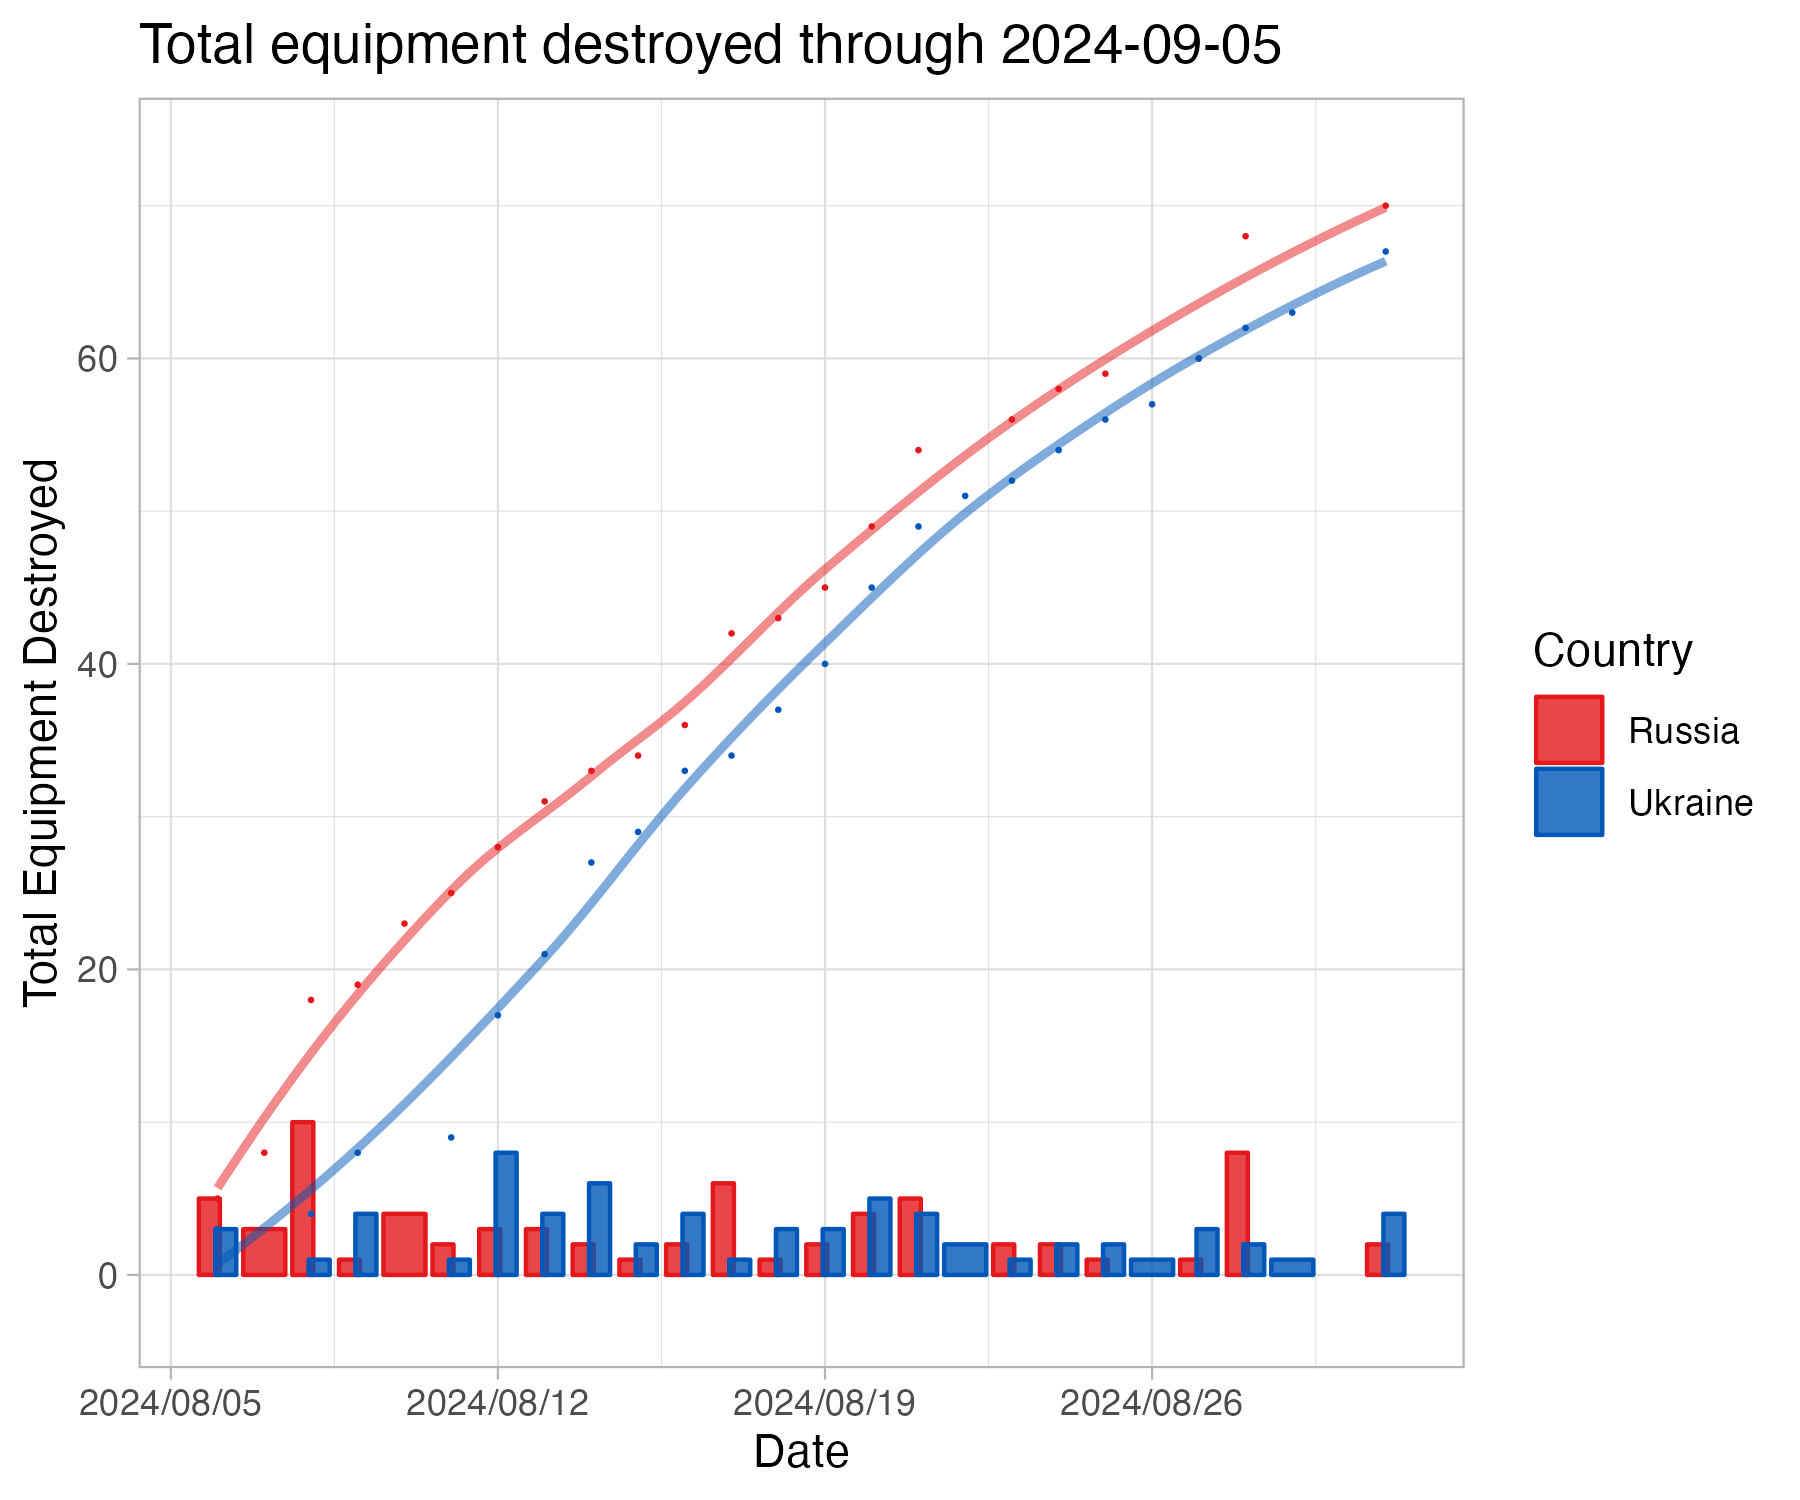 Total equipment destroyed through 2024-09-05
Total Equipment Destroyed
60
40
20
0
2024/08/05
2024/08/12
2024/08/19
2024/08/26
Date
Country
Russia
Ukraine